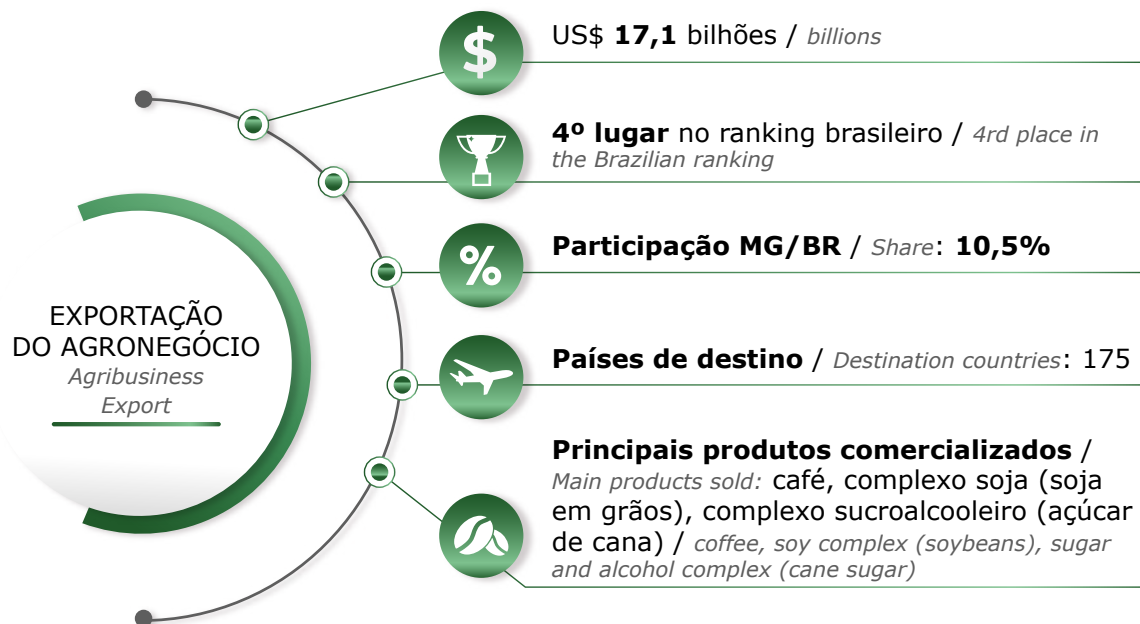 EXPORTAÇÃO
DO AGRONEGÓCIO
Agribusiness
Export
$
US$ 17,1 bilhões / billions
4º lugar no ranking brasileiro / 4rd place in
the Brazilian ranking
%
Participação MG/BR / Share: 10,5%
Países de destino / Destination countries: 175
Principais produtos comercializados /
Main products sold: café, complexo soja (soja
em grãos), complexo sucroalcooleiro (açúcar
de cana) / coffee, soy complex (soybeans), sugar
and alcohol complex (cane sugar)